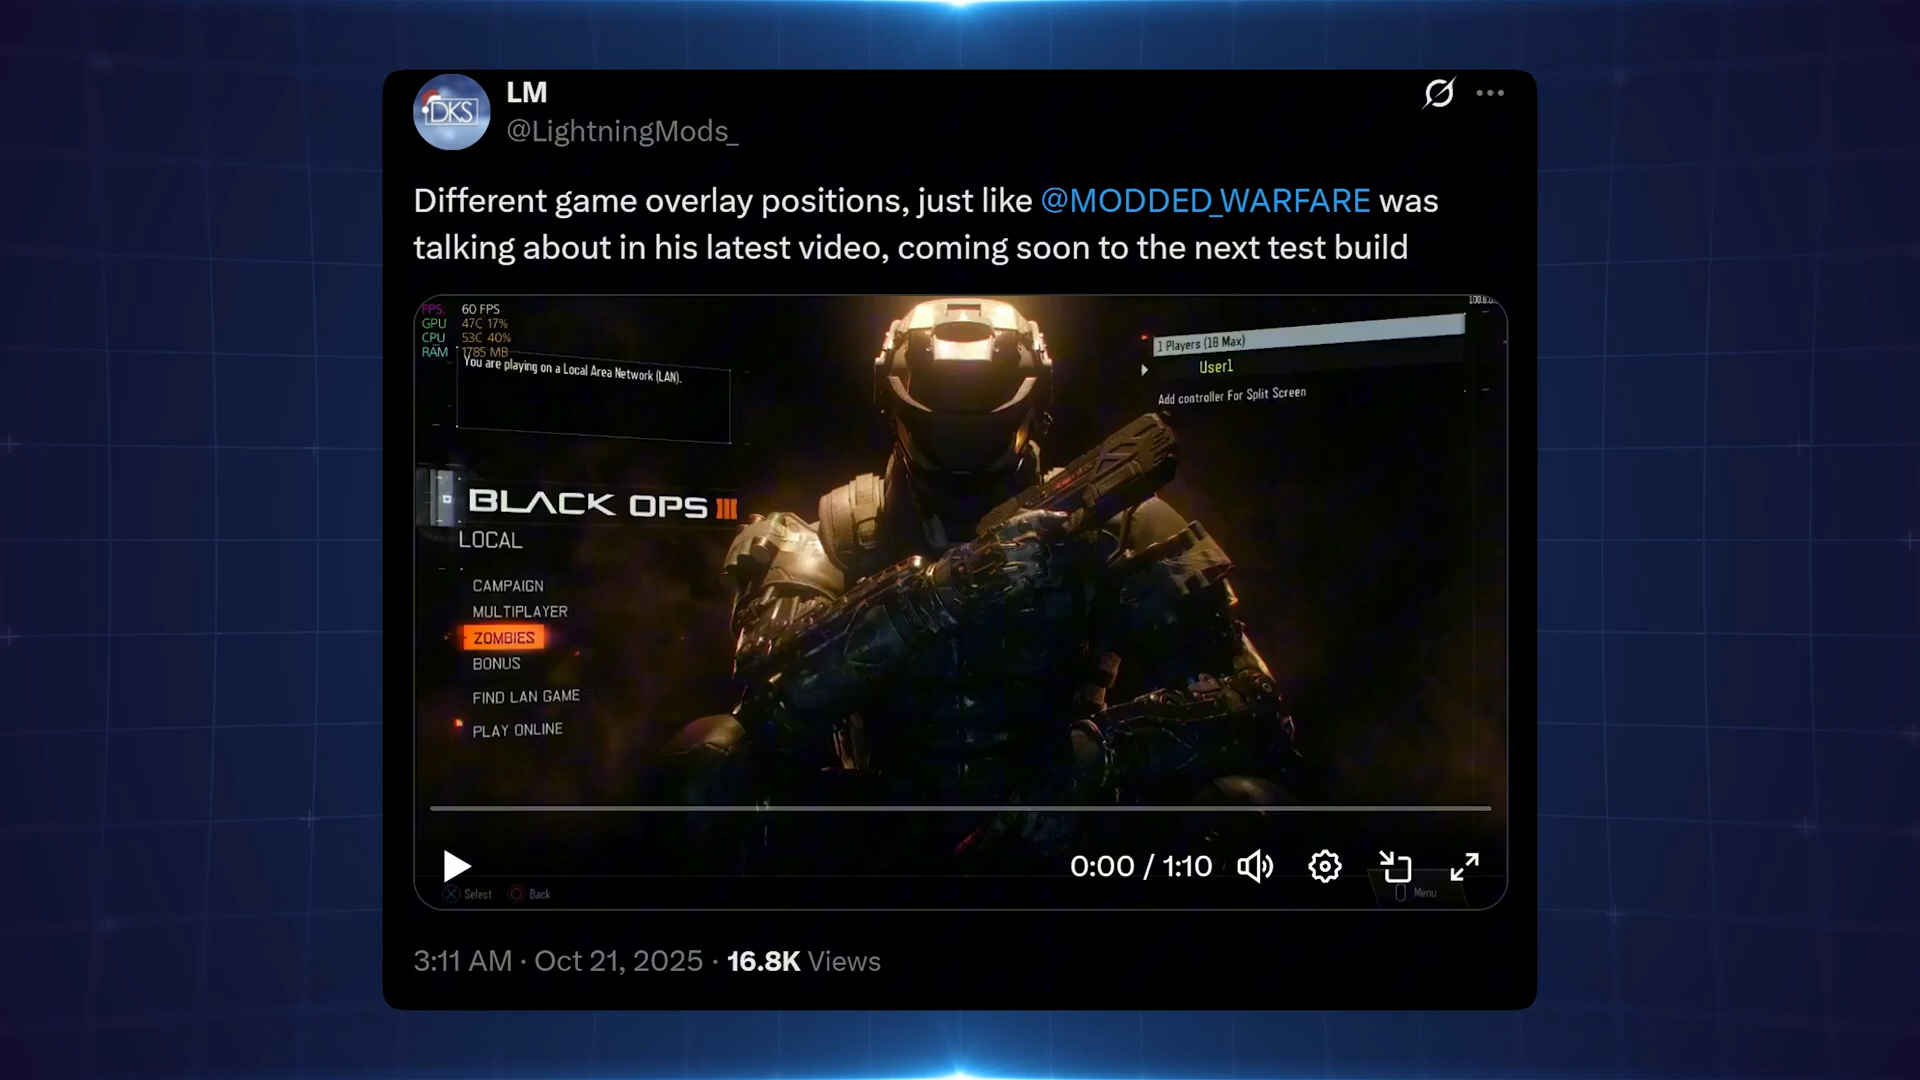 DKS
LM
@LightningMods_
Different game overlay positions, just like @MODDED_WARFARE was
talking about in his latest video, coming soon to the next test build
FPS: 60 FPS
GPU 47C 17%
CPU 53C 40%
RAM 1785 MB
You are playing on a Local Area Network (LAN).
1 Players (18 Max)
User1
Add controller For Split Screen
BLACK OPS III
LOCAL
CAMPAIGN
MULTIPLAYER
ZOMBIES
BONUS
FIND LAN GAME
PLAY ONLINE
0:00 / 1:10
Select Back
Menu
3:11 AM · Oct 21, 2025 · 16.8K Views